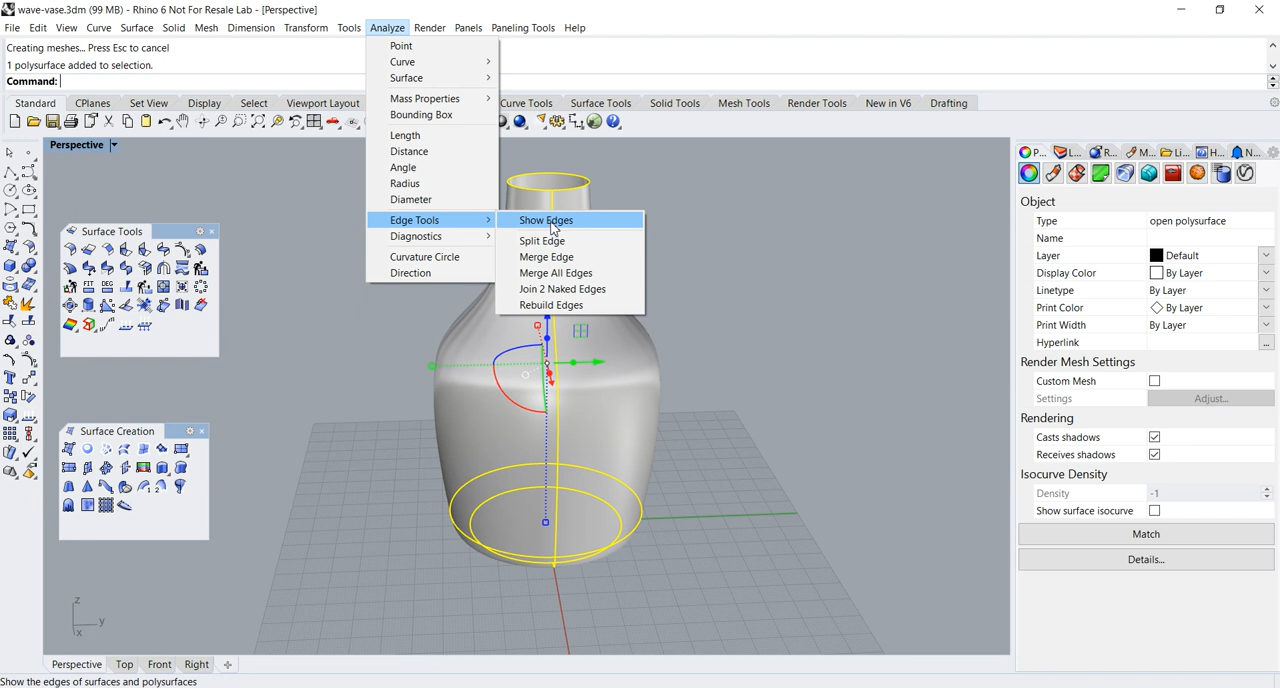 wave-vase.3dm (99 MB) - Rhino 6 Not For Resale Lab - [Perspective]
File Edit View Curve Surface Solid Mesh Dimension Transform Tools Analyze Render Panels Paneling Tools Help
Creating meshes... Press Esc to cancel
1 polysurface added to selection.
Command:
Standard CPlanes Set View Display Select Viewport Layout Curve Tools Surface Tools Solid Tools Mesh Tools Render Tools New in V6 Drafting
Point
Curve
Surface
Mass Properties
Bounding Box
Length
Distance
Angle
Radius
Diameter
Edge Tools
Diagnostics
Curvature Circle
Direction
Show Edges
Split Edge
Merge Edge
Merge All Edges
Join 2 Naked Edges
Rebuild Edges
Perspective
Surface Tools
FIT DEG
Surface Creation
1 2
z
y
x
P... L... R... M... Li... H... N...
Object
Type open polysurface
Name
Layer Default
Display Color By Layer
Linetype By Layer
Print Color By Layer
Print Width By Layer
Hyperlink ...
Render Mesh Settings
Custom Mesh
Settings Adjust...
Rendering
Casts shadows
Receives shadows
Isocurve Density
Density -1
Show surface isocurve
Match
Details...
Perspective Top Front Right
Show the edges of surfaces and polysurfaces